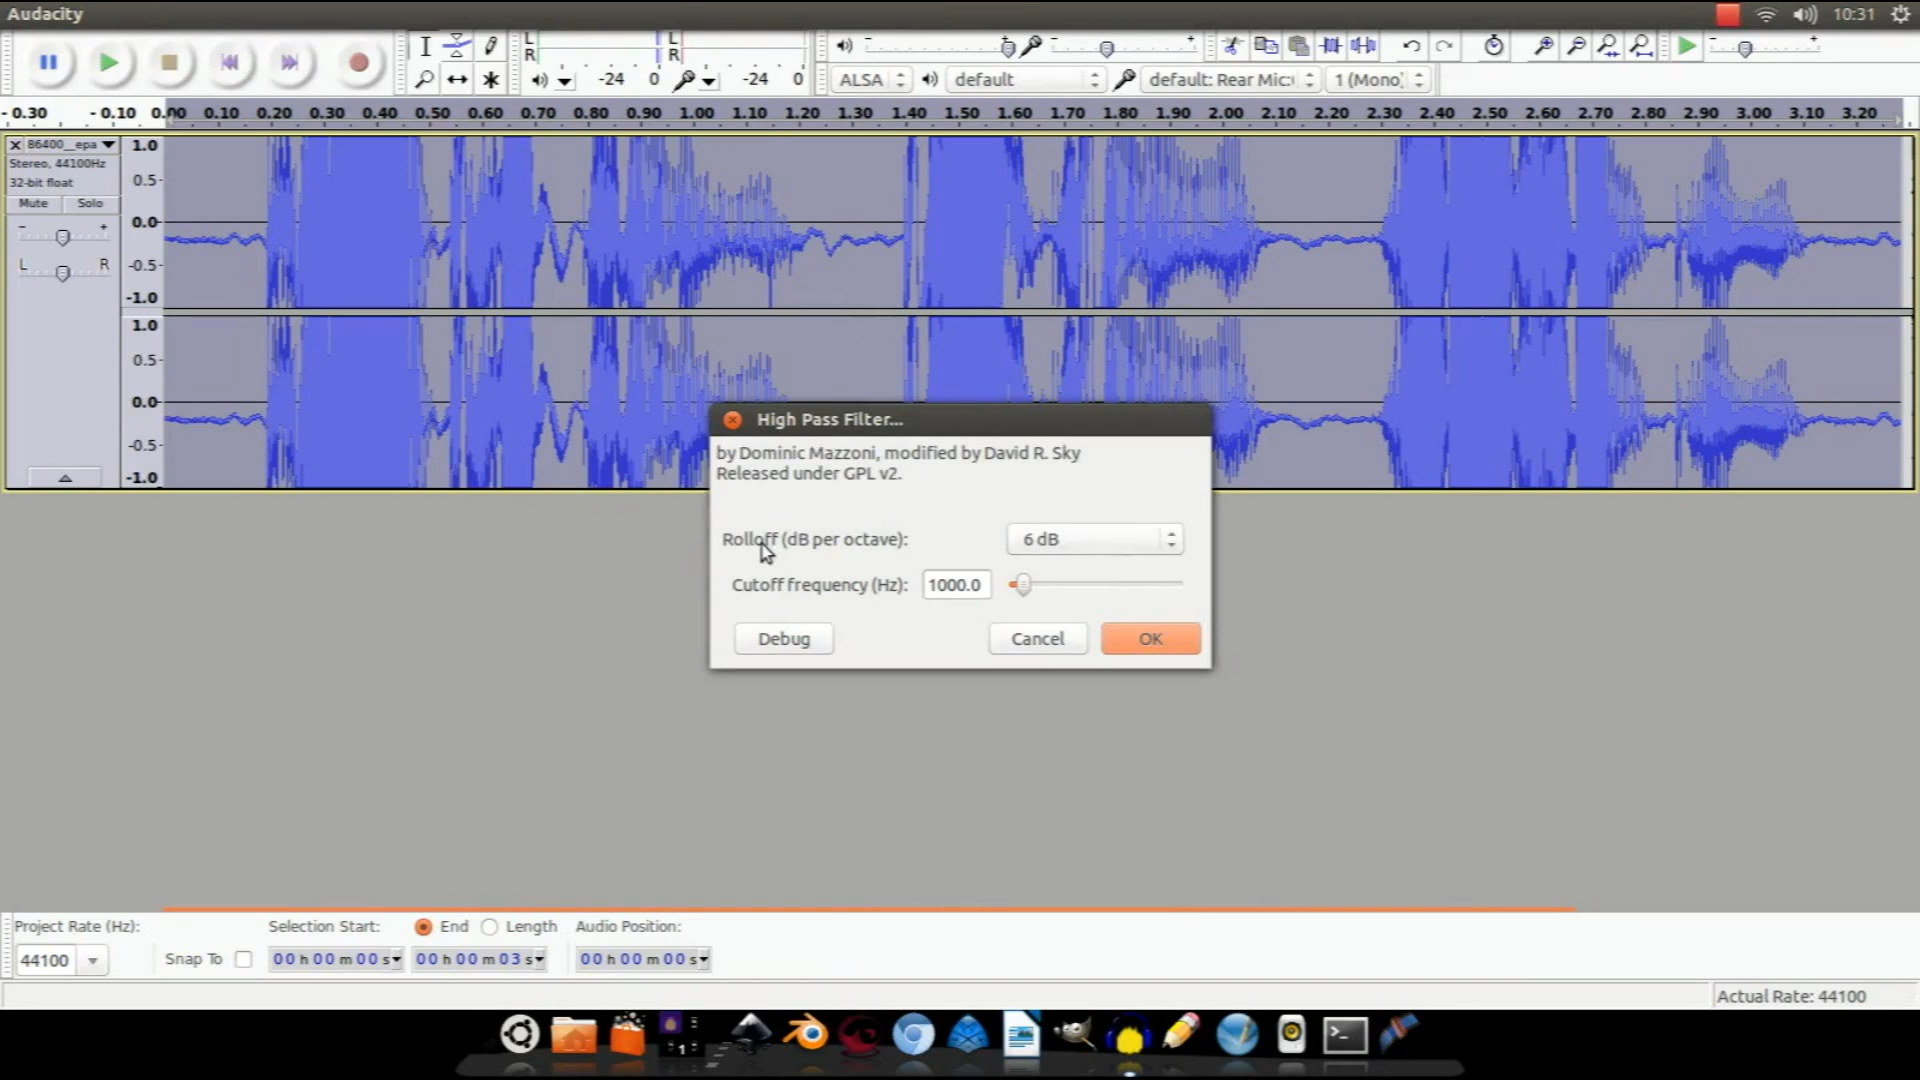 Audacity
10:31
L
R
L
R
-24 0
-24 0
ALSA
default
default: Rear Mic:
1 (Mono)
- 0.30 - 0.10 0.00 0.10 0.20 0.30 0.40 0.50 0.60 0.70 0.80 0.90 1.00 1.10 1.20 1.30 1.40 1.50 1.60 1.70 1.80 1.90 2.00 2.10 2.20 2.30 2.40 2.50 2.60 2.70 2.80 2.90 3.00 3.10 3.20
86400__epa
Stereo, 44100Hz
32-bit float
Mute Solo
- +
L R
1.0
0.5-
0.0-
-0.5-
-1.0
1.0
0.5-
0.0-
-0.5-
-1.0
High Pass Filter...
by Dominic Mazzoni, modified by David R. Sky
Released under GPL v2.
Rolloff (dB per octave): 6 dB
Cutoff frequency (Hz): 1000.0
Debug Cancel OK
Project Rate (Hz): Selection Start: End Length Audio Position:
44100 Snap To 00 h 00 m 00 s 00 h 00 m 03 s 00 h 00 m 00 s
Actual Rate: 44100
1
>_